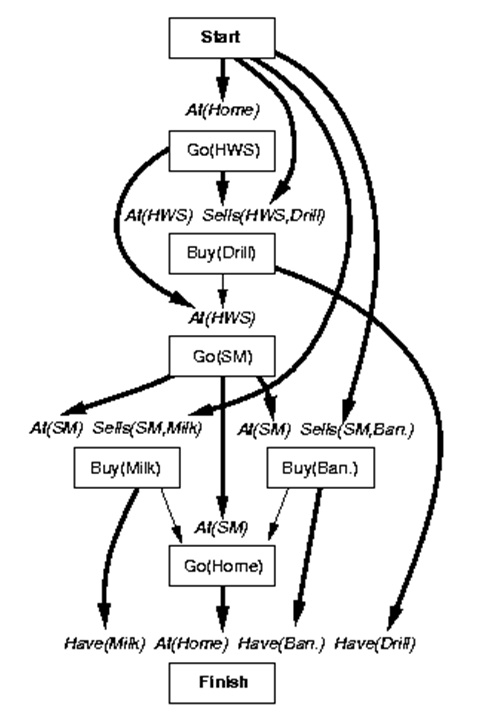 Start
At(Home)
Go(HWS)
At(HWS) Sells(HWS,Drill)
Buy(Drill)
At(HWS)
Go(SM)
At(SM) Sells(SM,Milk) At(SM) Sells(SM,Ban.)
Buy(Milk) Buy(Ban.)
At(SM)
Go(Home)
Have(Milk) At(Home) Have(Ban.) Have(Drill)
Finish